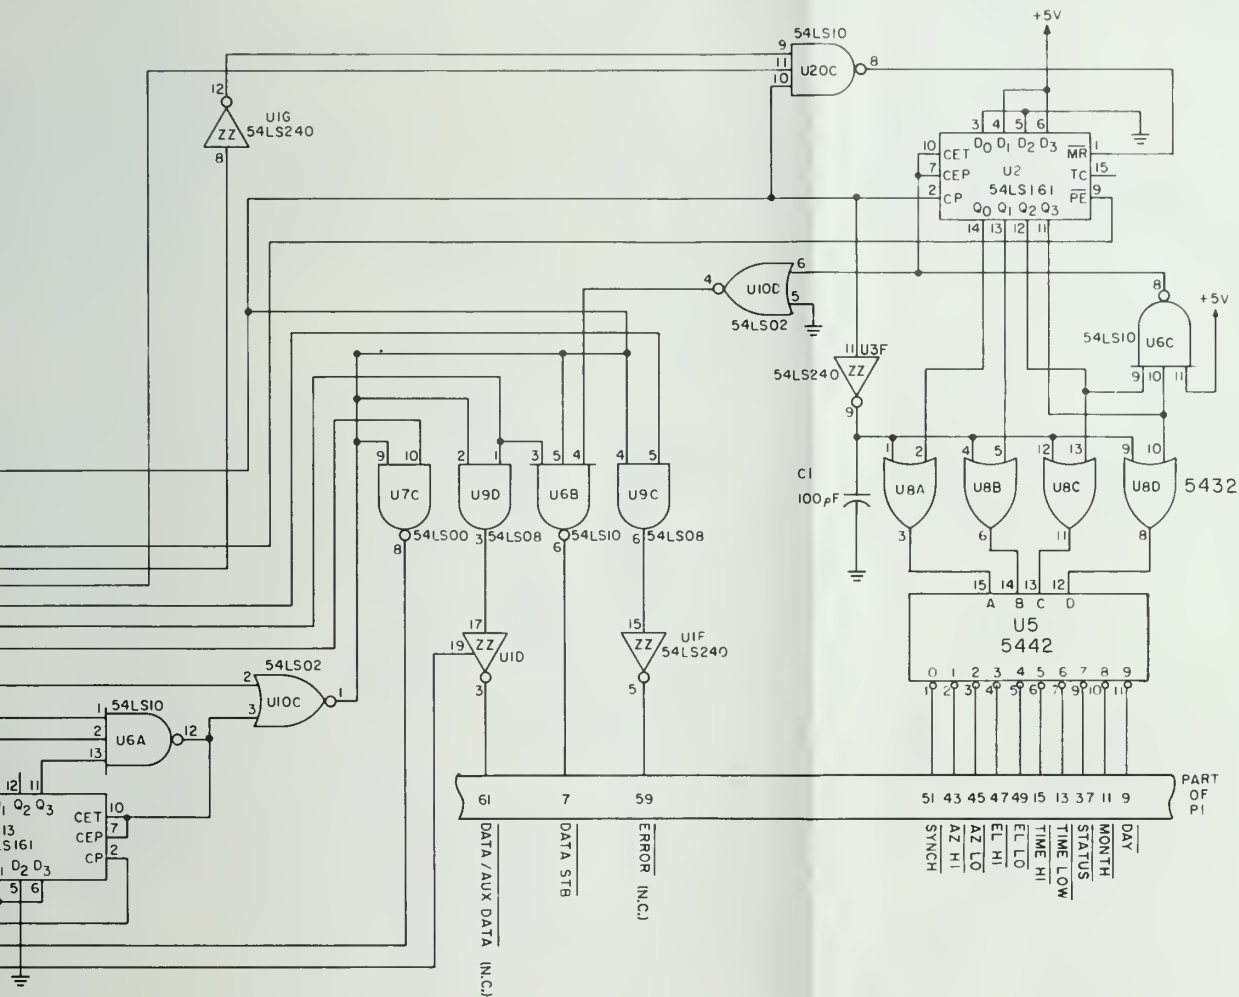 +5V
54LS10
9
11
10
U20C
8
12
U1G
54LS240
ZZ
8
3 4 5 6
10 CET D0 D1 D2 D3 MR 1
7 CEP U2 TC 15
2 CP 54LS161 PE 9
Q0 Q1 Q2 Q3
14 13 12 11
4 U10D 6
5
54LS02
8
+5V
54LS10 U6C
9 10 11
11 U3F
54LS240 ZZ
9
9 10
U7C
8 54LS00
2 1
U9D
3 54LS08
3 5 4
U6B
6 54LS10
4 5
U9C
6 54LS08
C1
100pF
1 2
U8A
3
4 5
U8B
6
12 13
U8C
11
9 10
U8D 5432
8
15 14 13 12
A B C D
U5
5442
0 1 2 3 4 5 6 7 8 9
1 2 3 4 5 6 7 9 10 11
17
19 ZZ U1D
3
15
ZZ U1F
54LS240
5
54LS02
2
3
U10C 1
54LS10
1
2
13
U6A 12
12 11
1 Q2 Q3
CET 10
13 CEP 7
LS161
CP 2
1 D2 D3
5 6
61 7 59 51 43 45 47 49 15 13 37 11 9
PART
OF
P1
DATA/AUX DATA (N.C.)
DATA STB
ERROR (N.C.)
SYNCH
AZ HI
AZ LO
EL HI
EL LO
TIME HI
TIME LOW
STATUS
MONTH
DAY